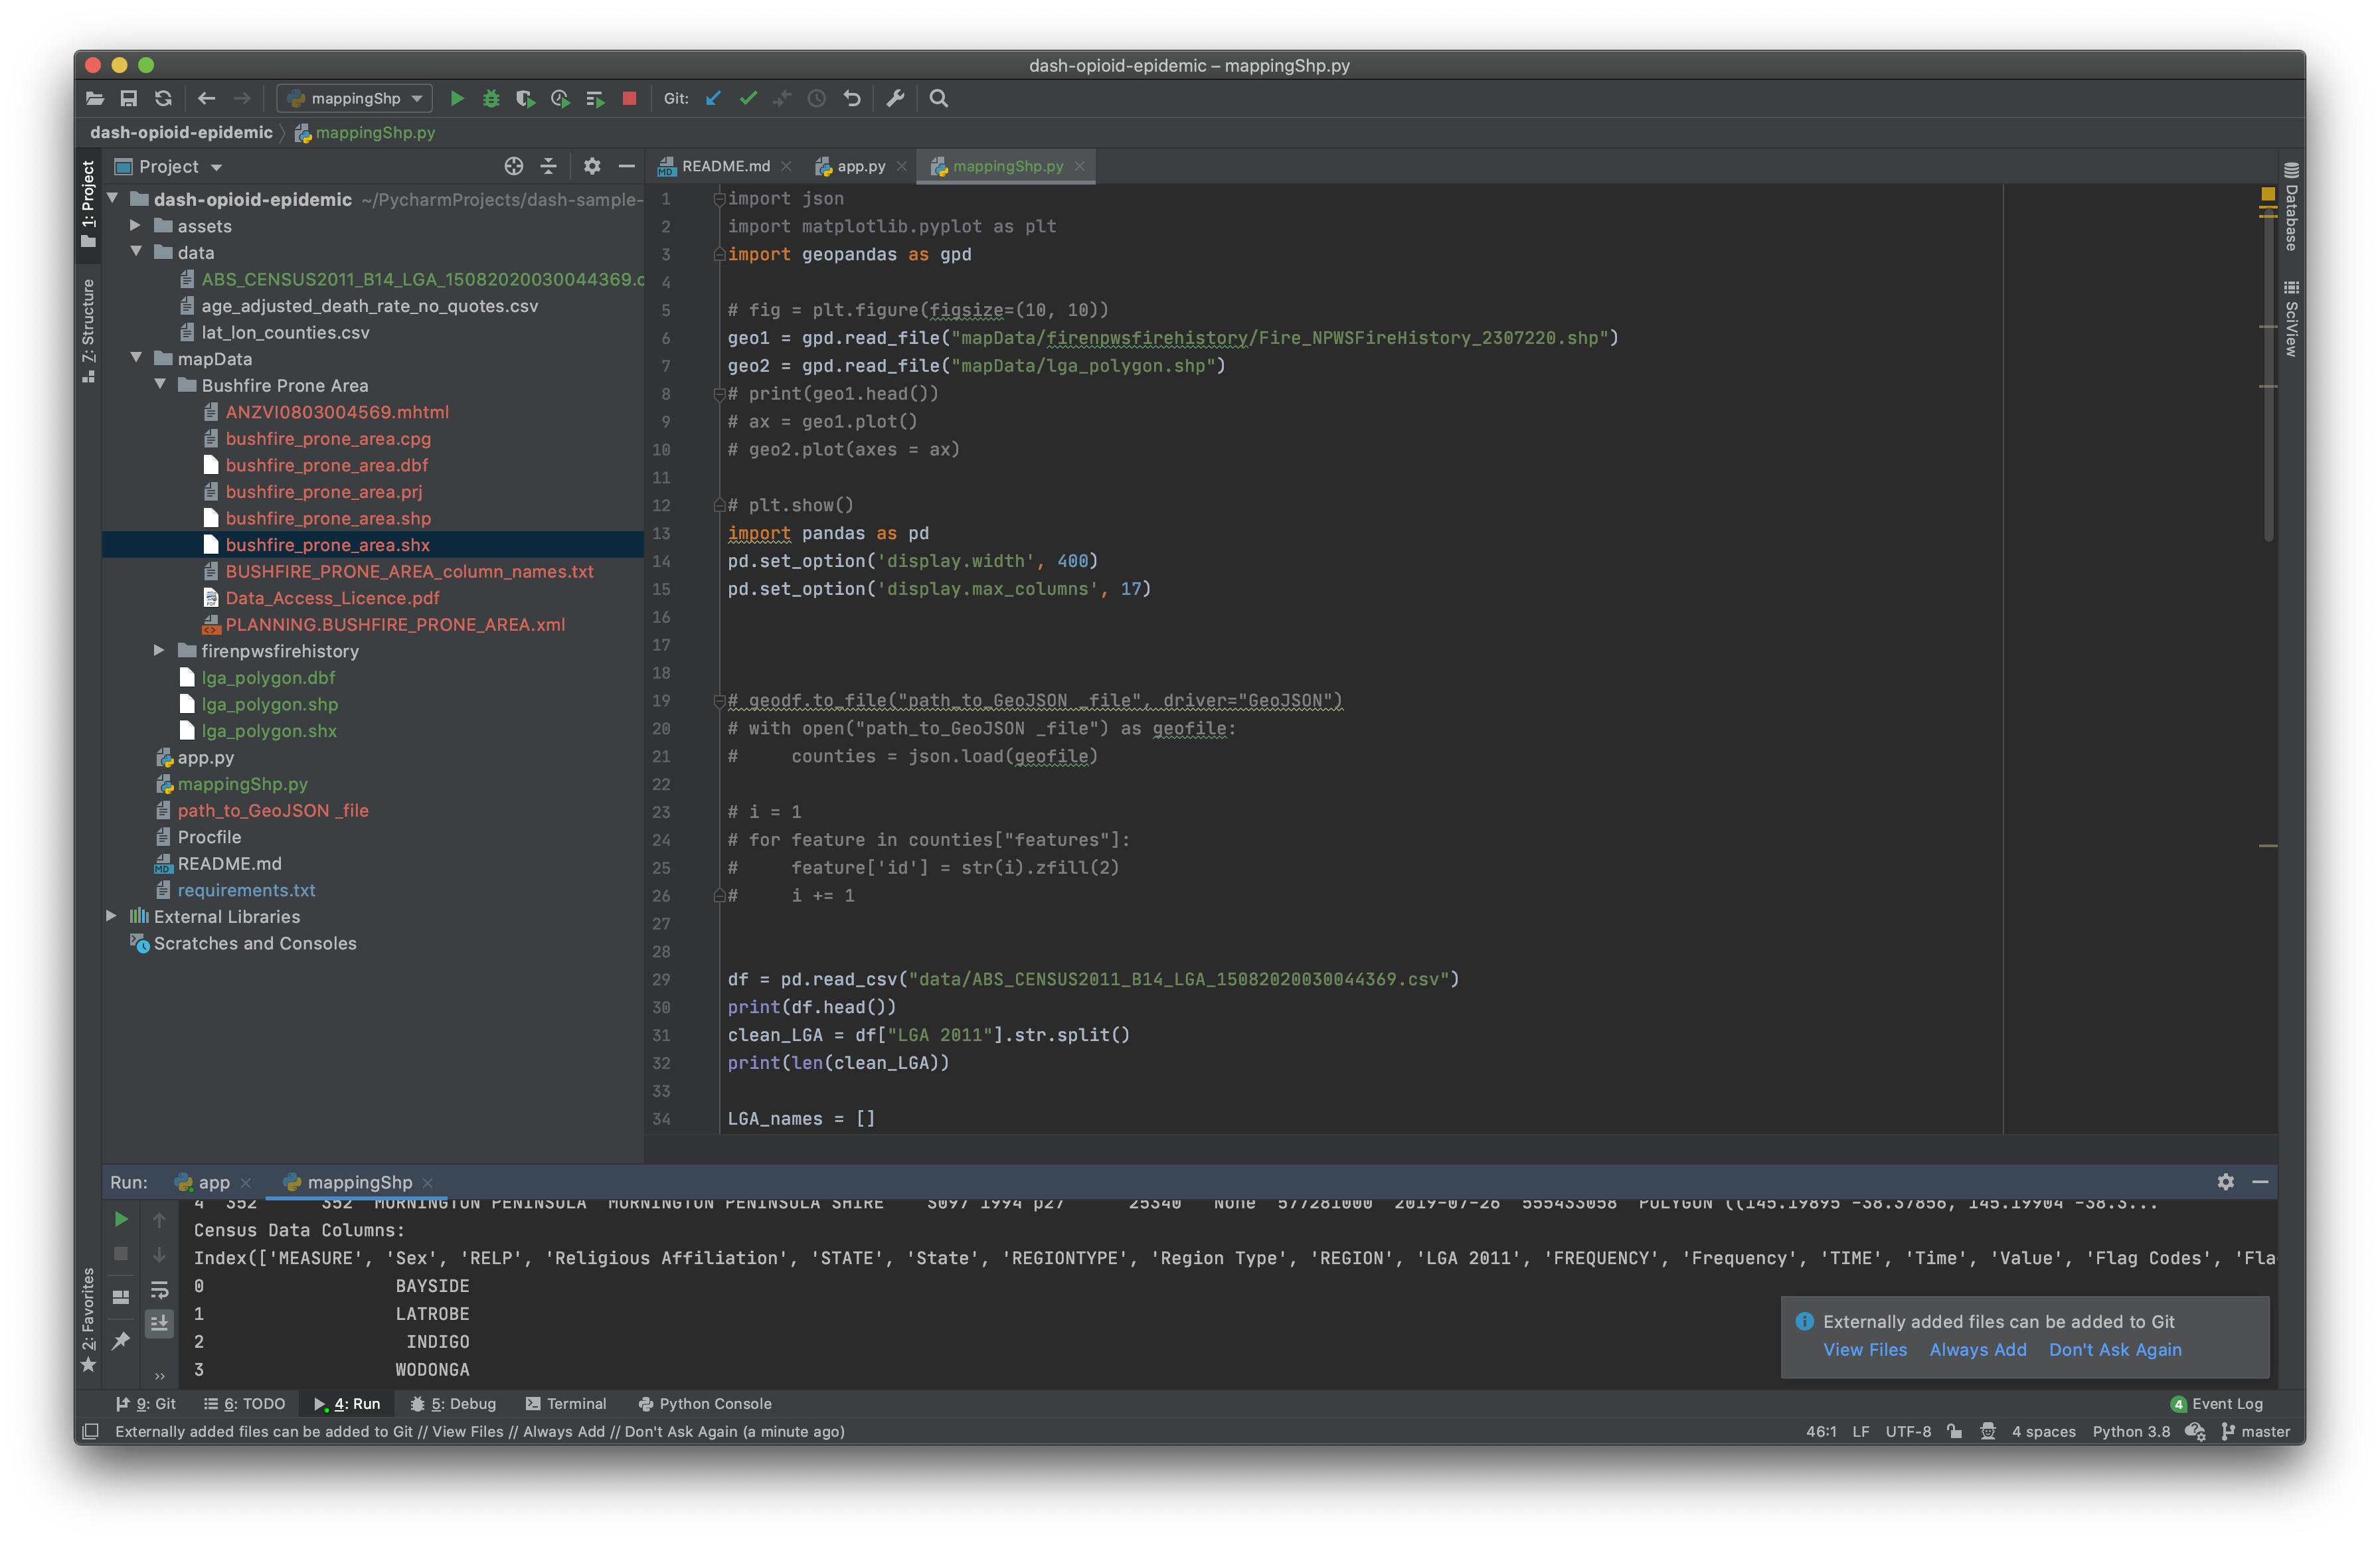 dash-opioid-epidemic – mappingShp.py
mappingShp
Git:
dash-opioid-epidemic
mappingShp.py
1: Project
Z: Structure
2: Favorites
Project
dash-opioid-epidemic ~/PycharmProjects/dash-sample-
assets
data
ABS_CENSUS2011_B14_LGA_15082020030044369.c
age_adjusted_death_rate_no_quotes.csv
lat_lon_counties.csv
mapData
Bushfire Prone Area
ANZVI0803004569.mhtml
bushfire_prone_area.cpg
bushfire_prone_area.dbf
bushfire_prone_area.prj
bushfire_prone_area.shp
bushfire_prone_area.shx
BUSHFIRE_PRONE_AREA_column_names.txt
Data_Access_Licence.pdf
PLANNING.BUSHFIRE_PRONE_AREA.xml
firenpwsfirehistory
lga_polygon.dbf
lga_polygon.shp
lga_polygon.shx
app.py
mappingShp.py
path_to_GeoJSON _file
Procfile
README.md
requirements.txt
External Libraries
Scratches and Consoles
README.md app.py mappingShp.py
1 import json
2 import matplotlib.pyplot as plt
3 import geopandas as gpd
4
5 # fig = plt.figure(figsize=(10, 10))
6 geo1 = gpd.read_file("mapData/firenpwsfirehistory/Fire_NPWSFireHistory_2307220.shp")
7 geo2 = gpd.read_file("mapData/lga_polygon.shp")
8 # print(geo1.head())
9 # ax = geo1.plot()
10 # geo2.plot(axes = ax)
11
12 # plt.show()
13 import pandas as pd
14 pd.set_option('display.width', 400)
15 pd.set_option('display.max_columns', 17)
16
17
18
19 # geodf.to_file("path_to_GeoJSON _file", driver="GeoJSON")
20 # with open("path_to_GeoJSON _file") as geofile:
21 #     counties = json.load(geofile)
22
23 # i = 1
24 # for feature in counties["features"]:
25 #     feature['id'] = str(i).zfill(2)
26 #     i += 1
27
28
29 df = pd.read_csv("data/ABS_CENSUS2011_B14_LGA_15082020030044369.csv")
30 print(df.head())
31 clean_LGA = df["LGA 2011"].str.split()
32 print(len(clean_LGA))
33
34 LGA_names = []
Database
SciView
Run: app mappingShp
4 352 352 MORNINGTON PENINSULA MORNINGTON PENINSULA SHIRE S097 1994 p27 25340 None 577281000 2019-07-26 555433058 POLYGON ((145.19895 -38.37856, 145.19904 -38.3...
Census Data Columns:
Index(['MEASURE', 'Sex', 'RELP', 'Religious Affiliation', 'STATE', 'State', 'REGIONTYPE', 'Region Type', 'REGION', 'LGA 2011', 'FREQUENCY', 'Frequency', 'TIME', 'Time', 'Value', 'Flag Codes', 'Fla
0 BAYSIDE
1 LATROBE
2 INDIGO
3 WODONGA
Externally added files can be added to Git
View Files Always Add Don't Ask Again
9: Git 6: TODO 4: Run 5: Debug Terminal Python Console 4 Event Log
Externally added files can be added to Git // View Files // Always Add // Don't Ask Again (a minute ago) 46:1 LF UTF-8 4 spaces Python 3.8 master